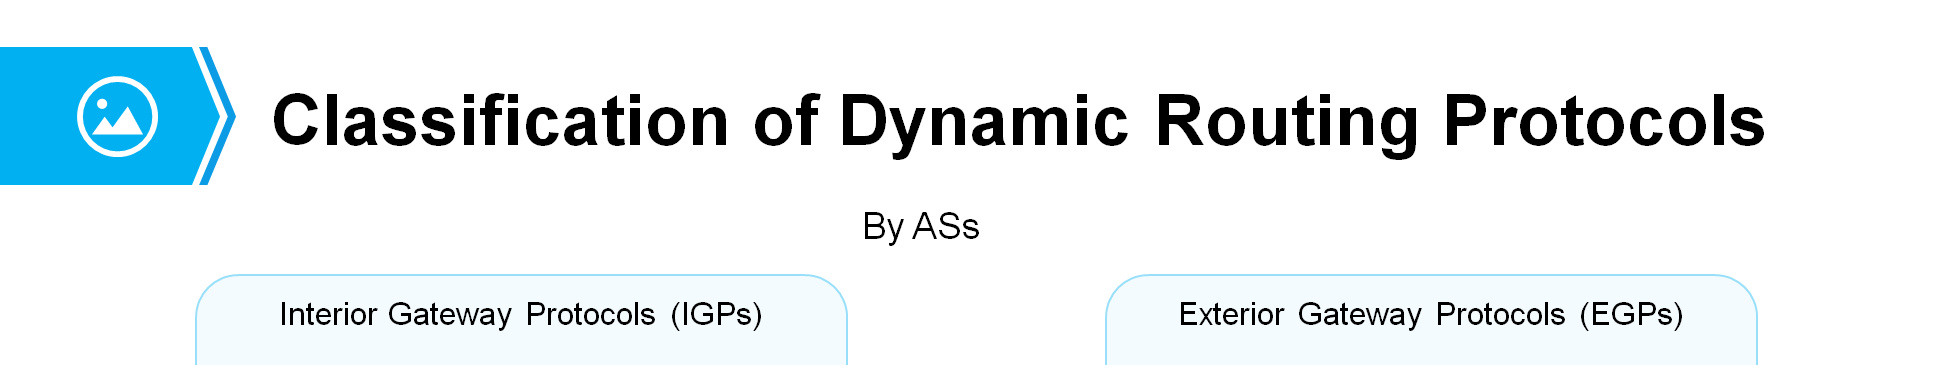 Classification of Dynamic Routing Protocols
By ASs
Interior Gateway Protocols (IGPs)
Exterior Gateway Protocols (EGPs)